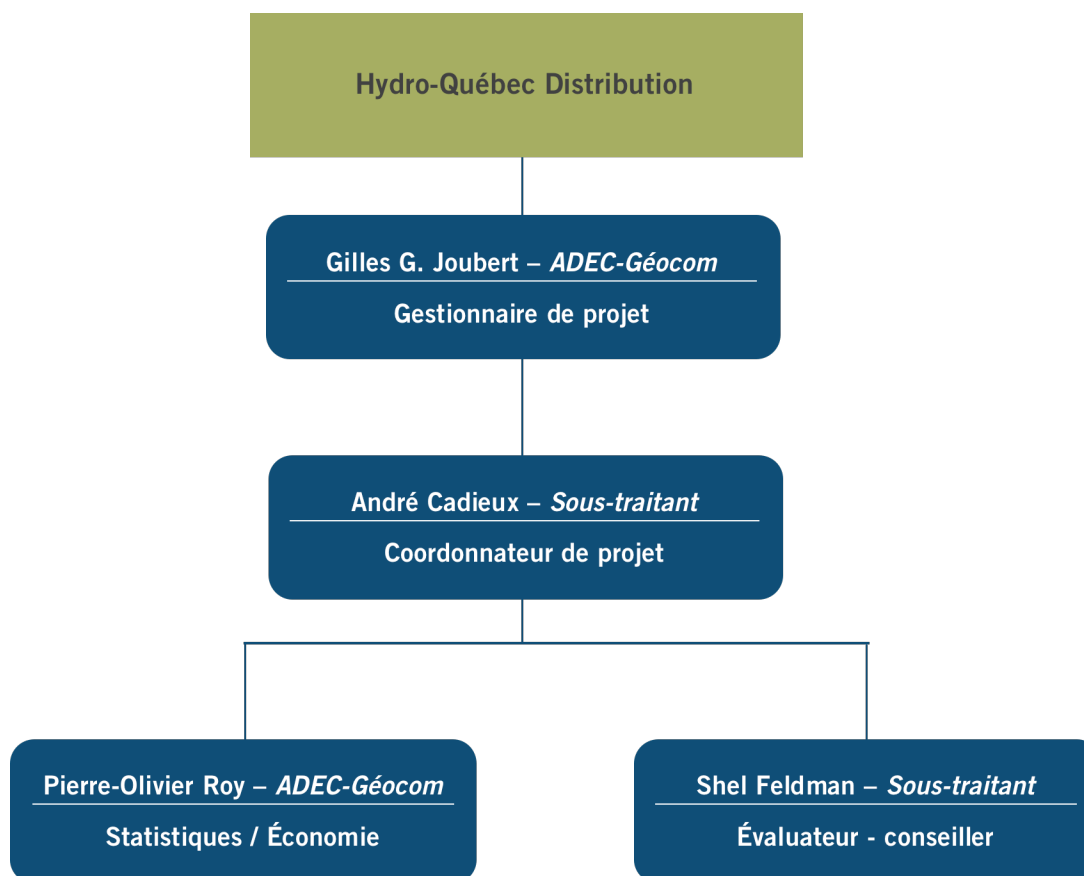 Hydro-Québec Distribution
Gilles G. Joubert – ADEC-Géocom
Gestionnaire de projet
André Cadieux – Sous-traitant
Coordonnateur de projet
Pierre-Olivier Roy – ADEC-Géocom
Statistiques / Économie
Shel Feldman – Sous-traitant
Évaluateur - conseiller